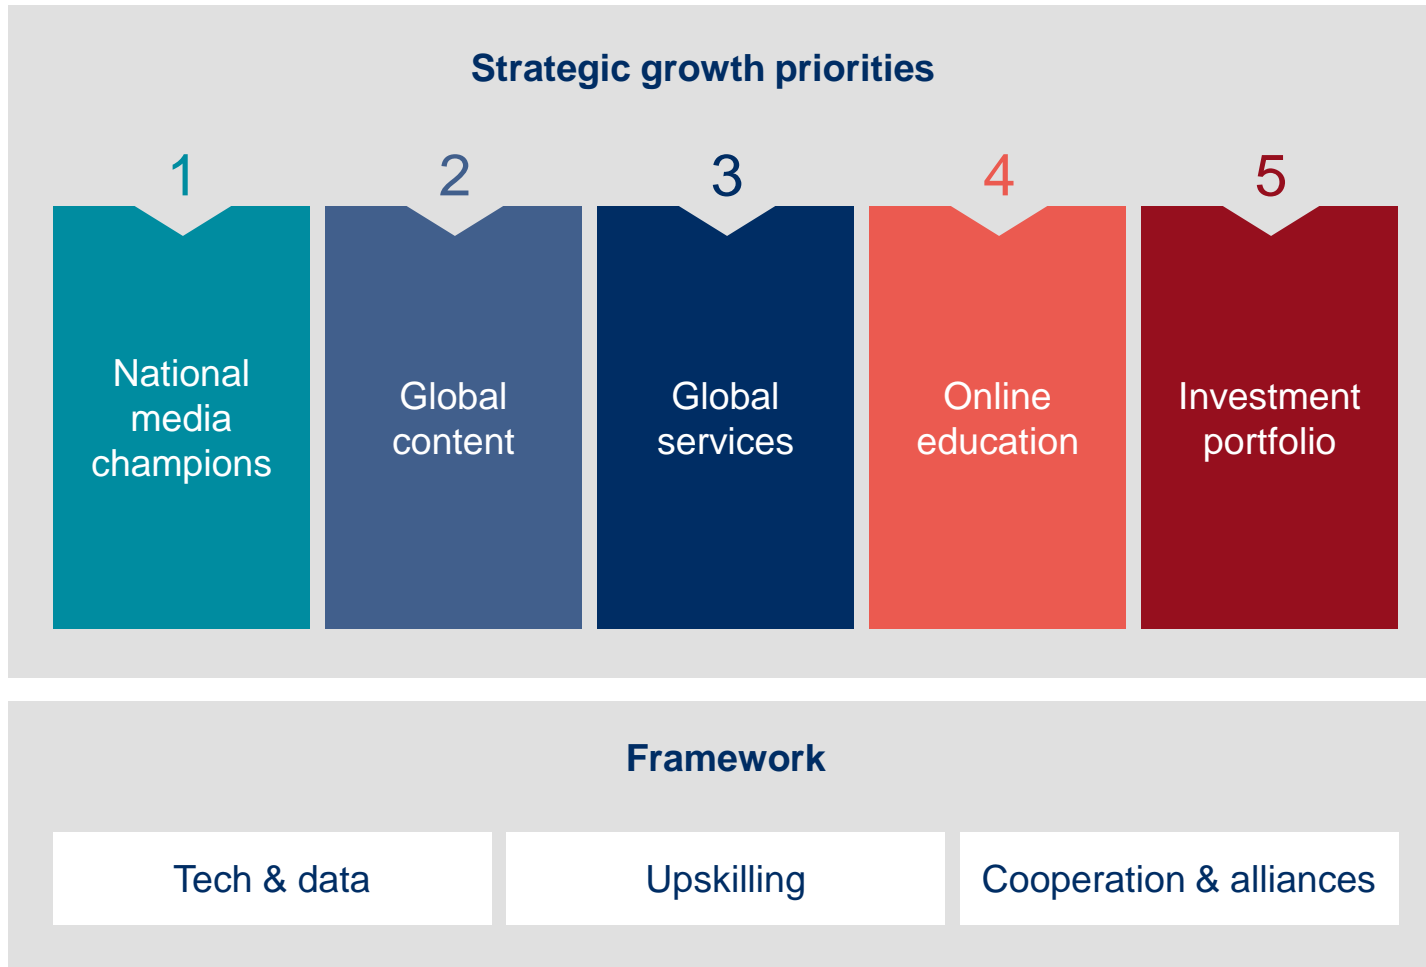 Strategic growth priorities
1
2
3
4
5
National
media
champions
Global
content
Global
services
Online
education
Investment
portfolio
Framework
Tech & data
Upskilling
Cooperation & alliances